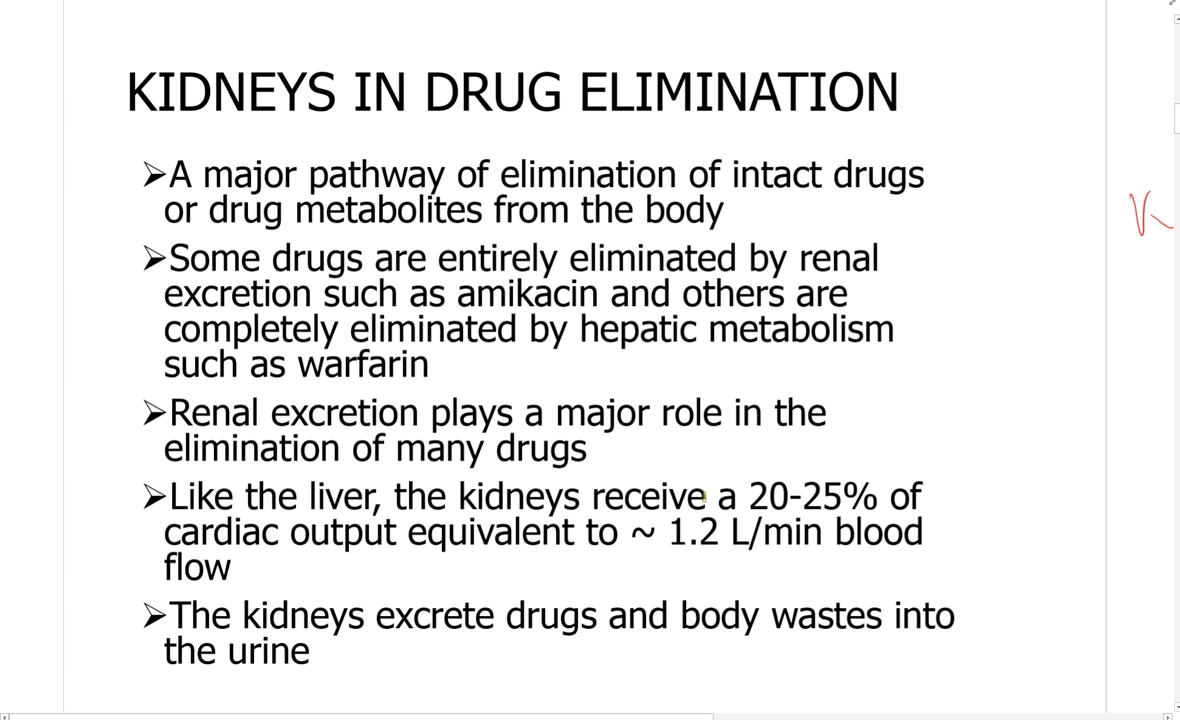 KIDNEYS IN DRUG ELIMINATION
➢A major pathway of elimination of intact drugs
or drug metabolites from the body
➢Some drugs are entirely eliminated by renal
excretion such as amikacin and others are
completely eliminated by hepatic metabolism
such as warfarin
➢Renal excretion plays a major role in the
elimination of many drugs
➢Like the liver, the kidneys receive a 20-25% of
cardiac output equivalent to ~ 1.2 L/min blood
flow
➢The kidneys excrete drugs and body wastes into
the urine